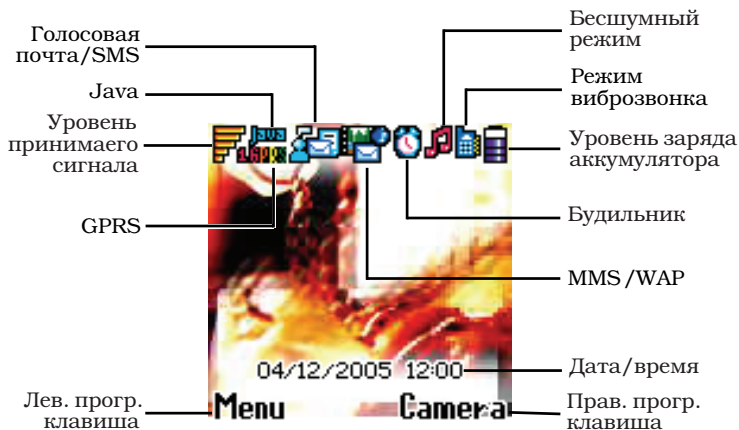 Голосовая
почта/SMS
Java
Уровень
принимаего
сигнала
GPRS
Лев. прогр.
клавиша
Бесшумный
режим
Режим
виброзвонка
Уровень заряда
аккумулятора
Будильник
MMS/WAP
Дата/время
Прав. прогр.
клавиша
Java
04/12/2005 12:00
Menu
Camera